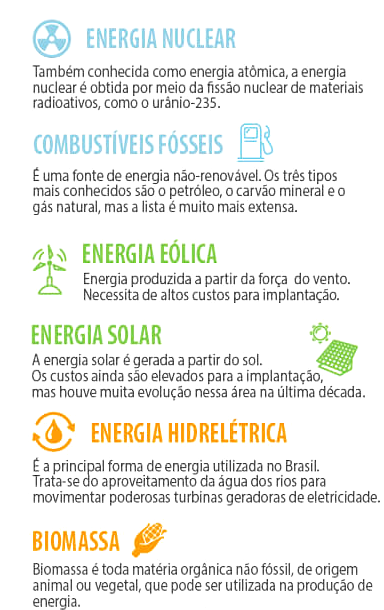 ENERGIA NUCLEAR
Também conhecida como energia atômica, a energia
nuclear é obtida por meio da fissão nuclear de materiais
radioativos, como o urânio-235.
COMBUSTÍVEIS FÓSSEIS
É uma fonte de energia não-renovável. Os três tipos
mais conhecidos são o petróleo, o carvão mineral e o
gás natural, mas a lista é muito mais extensa.
ENERGIA EÓLICA
Energia produzida a partir da força do vento.
Necessita de altos custos para implantação.
ENERGIA SOLAR
A energia solar é gerada a partir do sol.
Os custos ainda são elevados para a implantação,
mas houve muita evolução nessa área na última década.
ENERGIA HIDRELÉTRICA
É a principal forma de energia utilizada no Brasil.
Trata-se do aproveitamento da água dos rios para
movimentar poderosas turbinas geradoras de eletricidade.
BIOMASSA
Biomassa é toda matéria orgânica não fóssil, de origem
animal ou vegetal, que pode ser utilizada na produção de
energia.